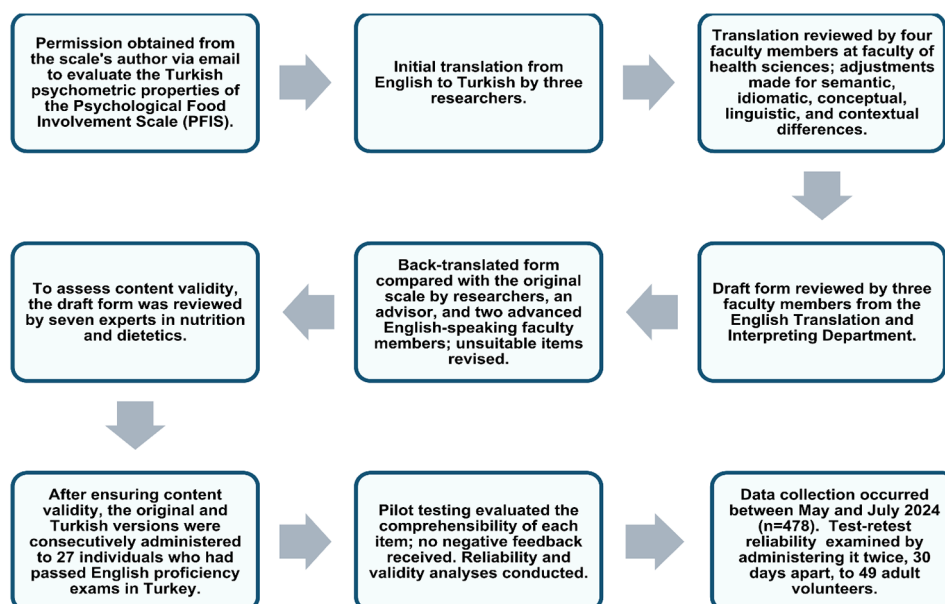 Permission obtained from
the scale's author via email
to evaluate the Turkish
psychometric properties of
the Psychological Food
Involvement Scale (PFIS).
Initial translation from
English to Turkish by three
researchers.
Translation reviewed by four
faculty members at faculty of
health sciences; adjustments
made for semantic,
idiomatic, conceptual,
linguistic, and contextual
differences.
Draft form reviewed by three
faculty members from the
English Translation and
Interpreting Department.
Back-translated form
compared with the original
scale by researchers, an
advisor, and two advanced
English-speaking faculty
members; unsuitable items
revised.
To assess content validity,
the draft form was reviewed
by seven experts in nutrition
and dietetics.
After ensuring content
validity, the original and
Turkish versions were
consecutively administered
to 27 individuals who had
passed English proficiency
exams in Turkey.
Pilot testing evaluated the
comprehensibility of each
item; no negative feedback
received. Reliability and
validity analyses conducted.
Data collection occurred
between May and July 2024
(n=478). Test-retest
reliability examined by
administering it twice, 30
days apart, to 49 adult
volunteers.